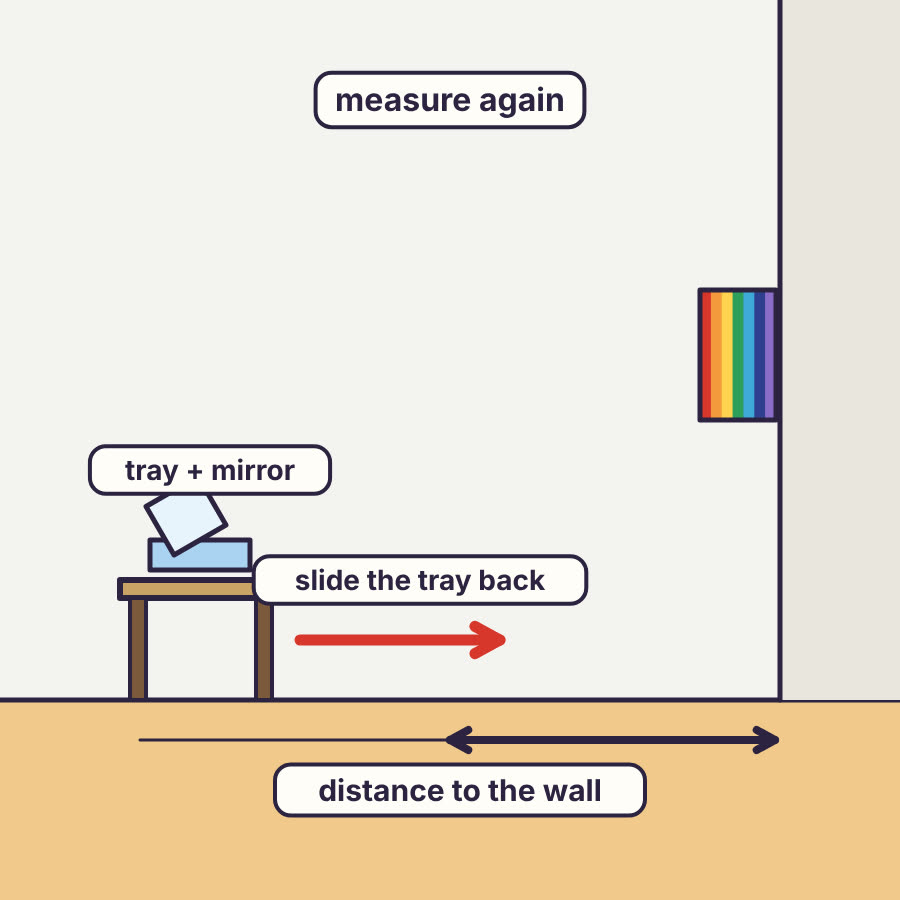 measure again
tray + mirror
slide the tray back
distance to the wall